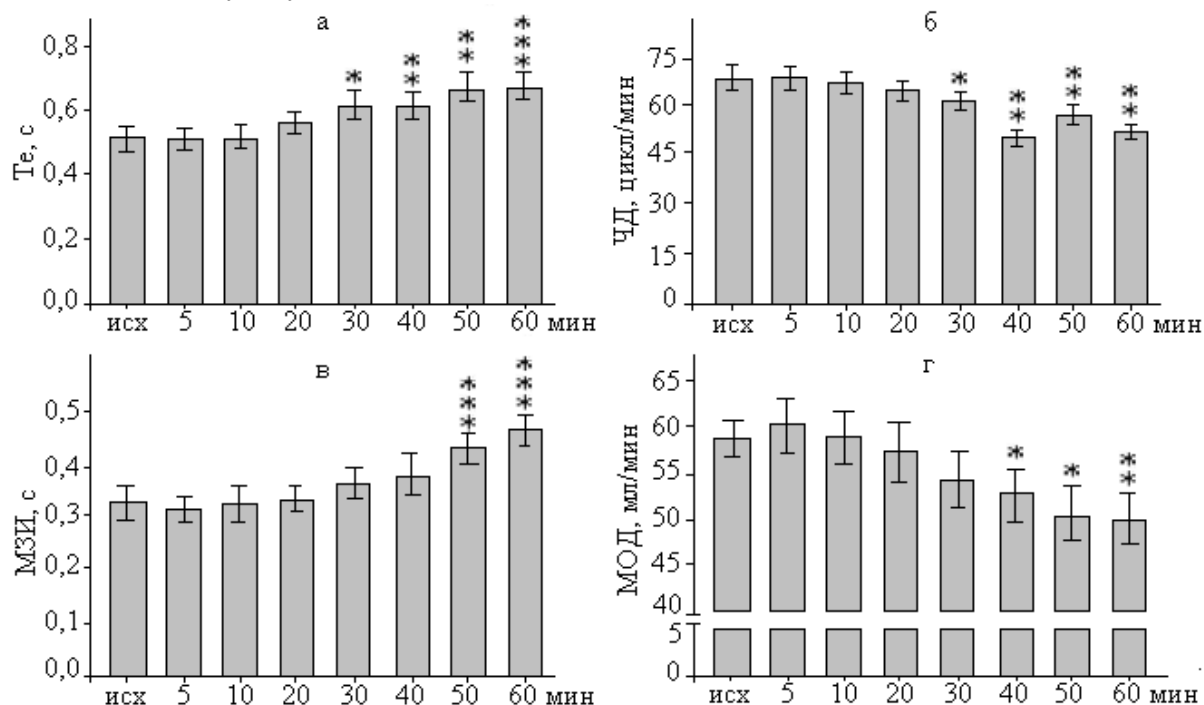 а
Te, с
0,8
0,6
0,4
0,2
0,0
* ** ** ***
исх 5 10 20 30 40 50 60 мин
б
ЧД, цикл/мин
75
60
45
30
15
0
* ** ** **
исх 5 10 20 30 40 50 60 мин
в
МЗИ, с
0,5
0,4
0,3
0,2
0,1
0,0
*** ***
исх 5 10 20 30 40 50 60 мин
г
МОД, мл/мин
65
60
55
50
45
40
5
0
* * **
исх 5 10 20 30 40 50 60 мин